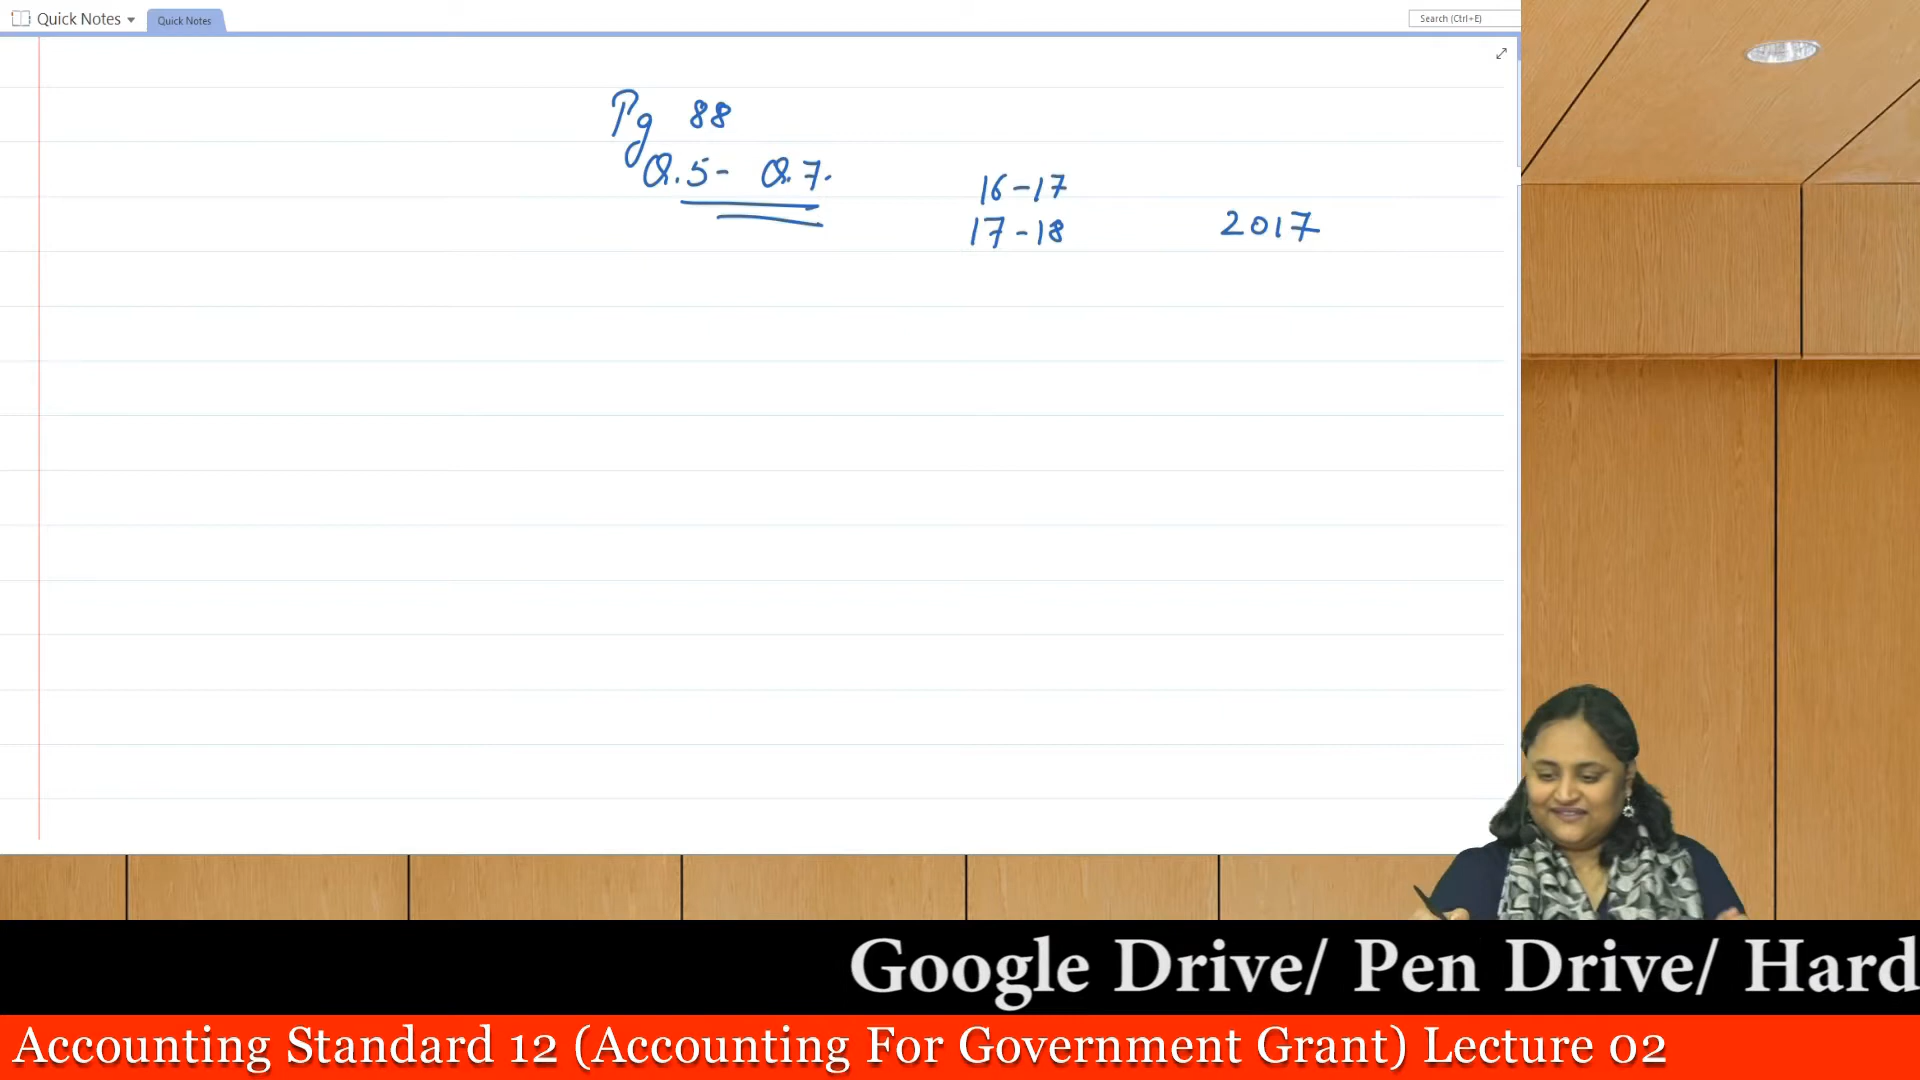 Quick Notes
Quick Notes
Search (Ctrl+E)
Pg 88
Q.5- Q.7.
16-17
17-18
2017
Google Drive/ Pen Drive/ Hard
Accounting Standard 12 (Accounting For Government Grant) Lecture 02